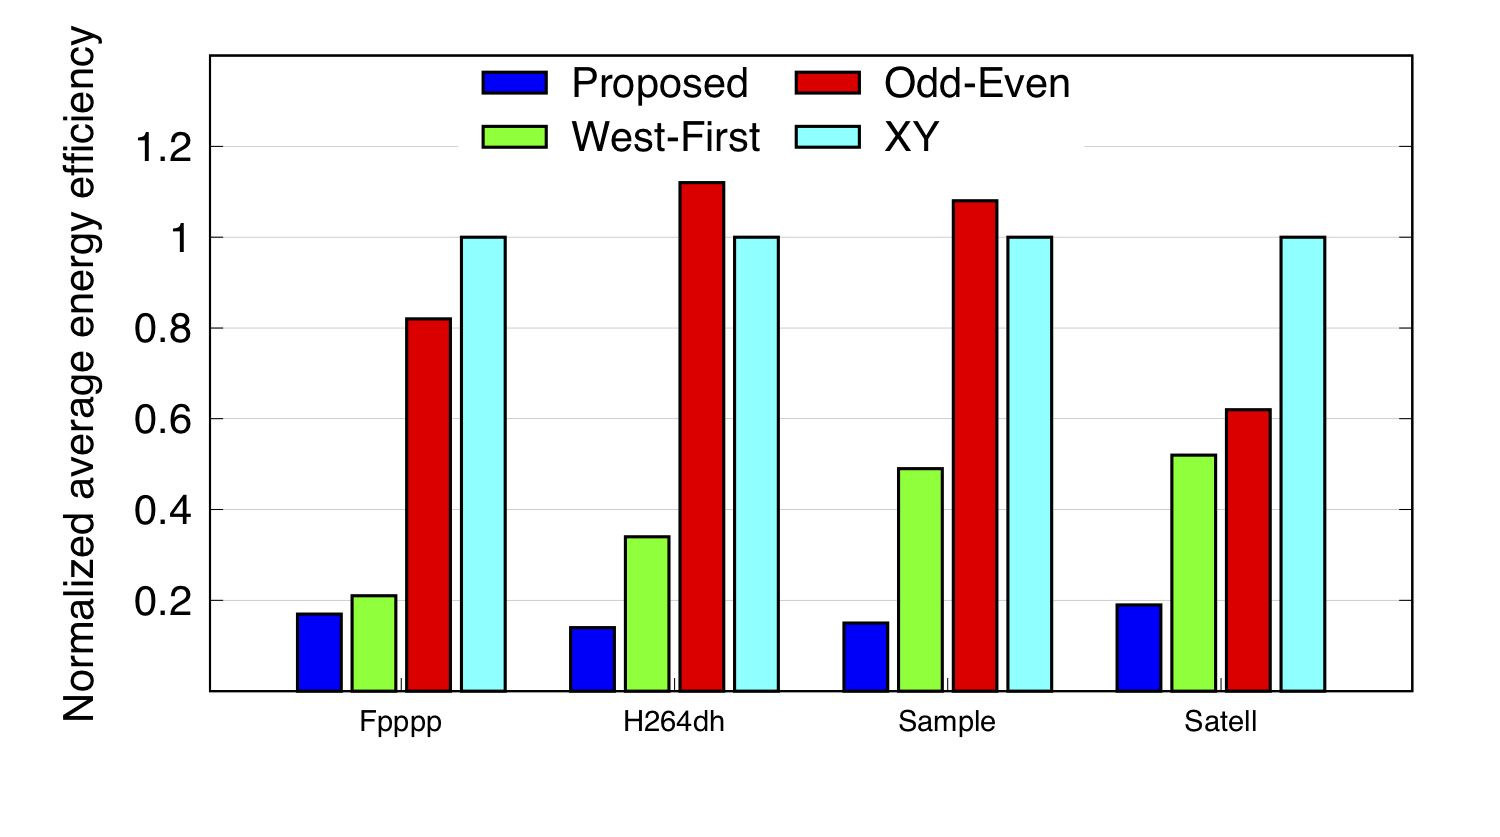 Normalized average energy efficiency
Proposed
Odd-Even
West-First
XY
1.2
1
0.8
0.6
0.4
0.2
Fpppp
H264dh
Sample
Satell